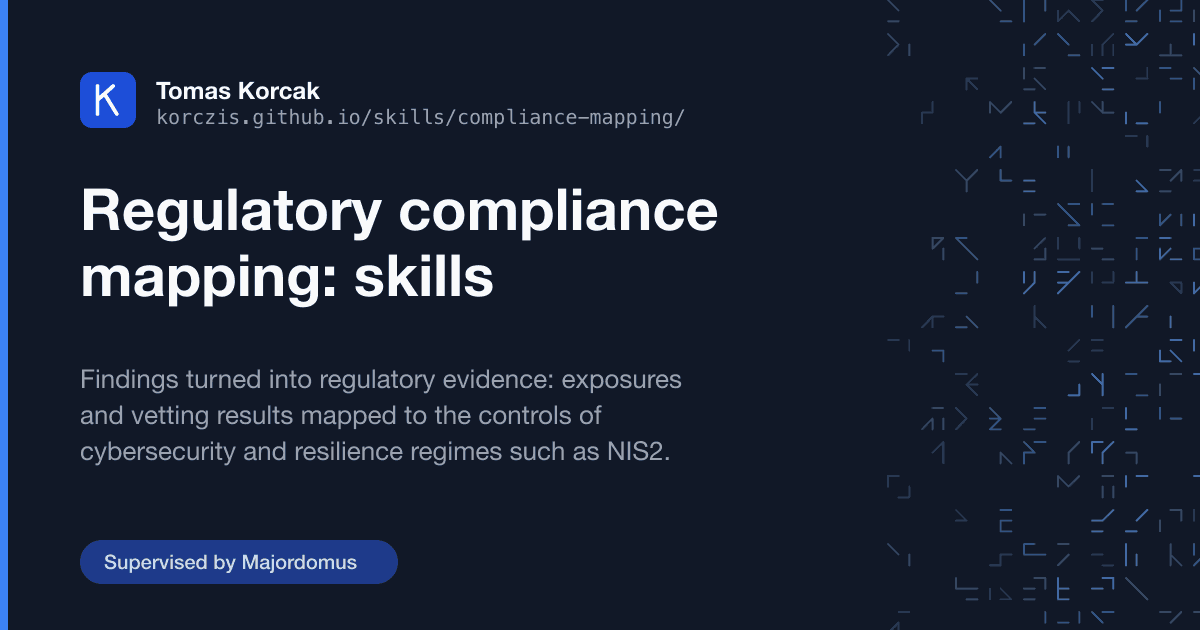 K
Tomas Korcak
korczis.github.io/skills/compliance-mapping/
Regulatory compliance
mapping: skills
Findings turned into regulatory evidence: exposures
and vetting results mapped to the controls of
cybersecurity and resilience regimes such as NIS2.
Supervised by Majordomus